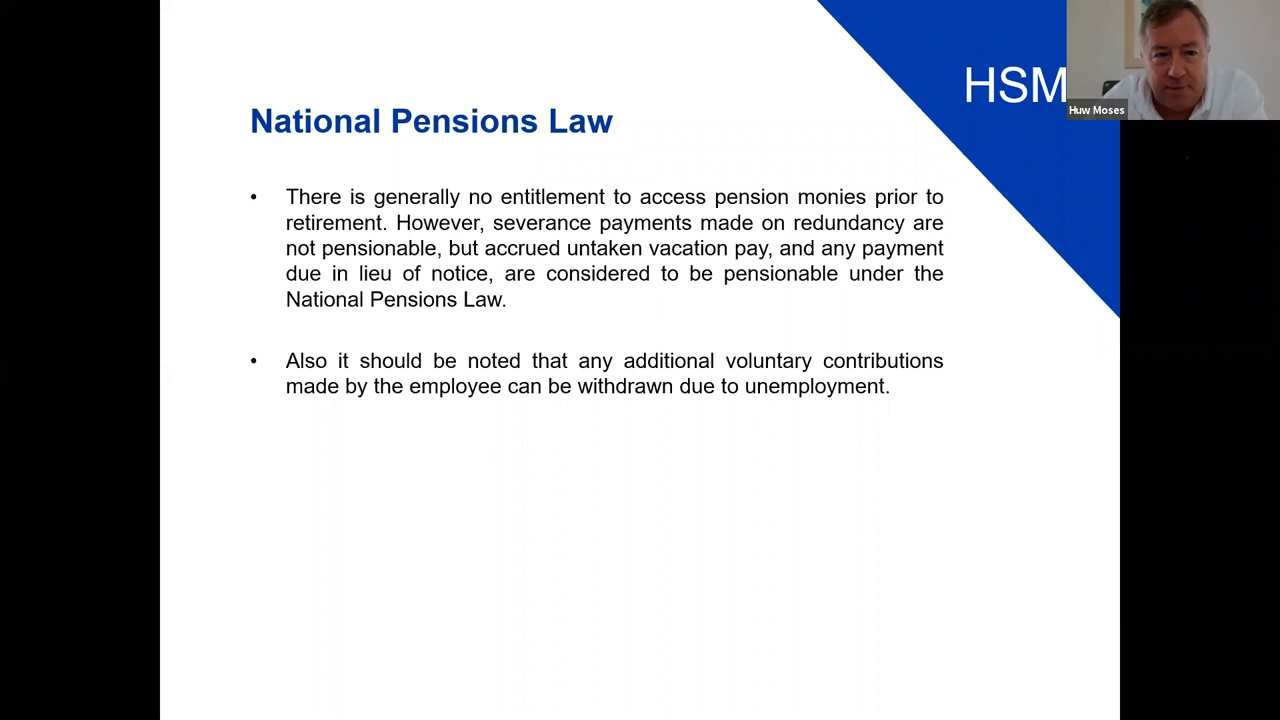 HSM
Huw Moses
National Pensions Law
• There is generally no entitlement to access pension monies prior to
retirement. However, severance payments made on redundancy are
not pensionable, but accrued untaken vacation pay, and any payment
due in lieu of notice, are considered to be pensionable under the
National Pensions Law.
• Also it should be noted that any additional voluntary contributions
made by the employee can be withdrawn due to unemployment.